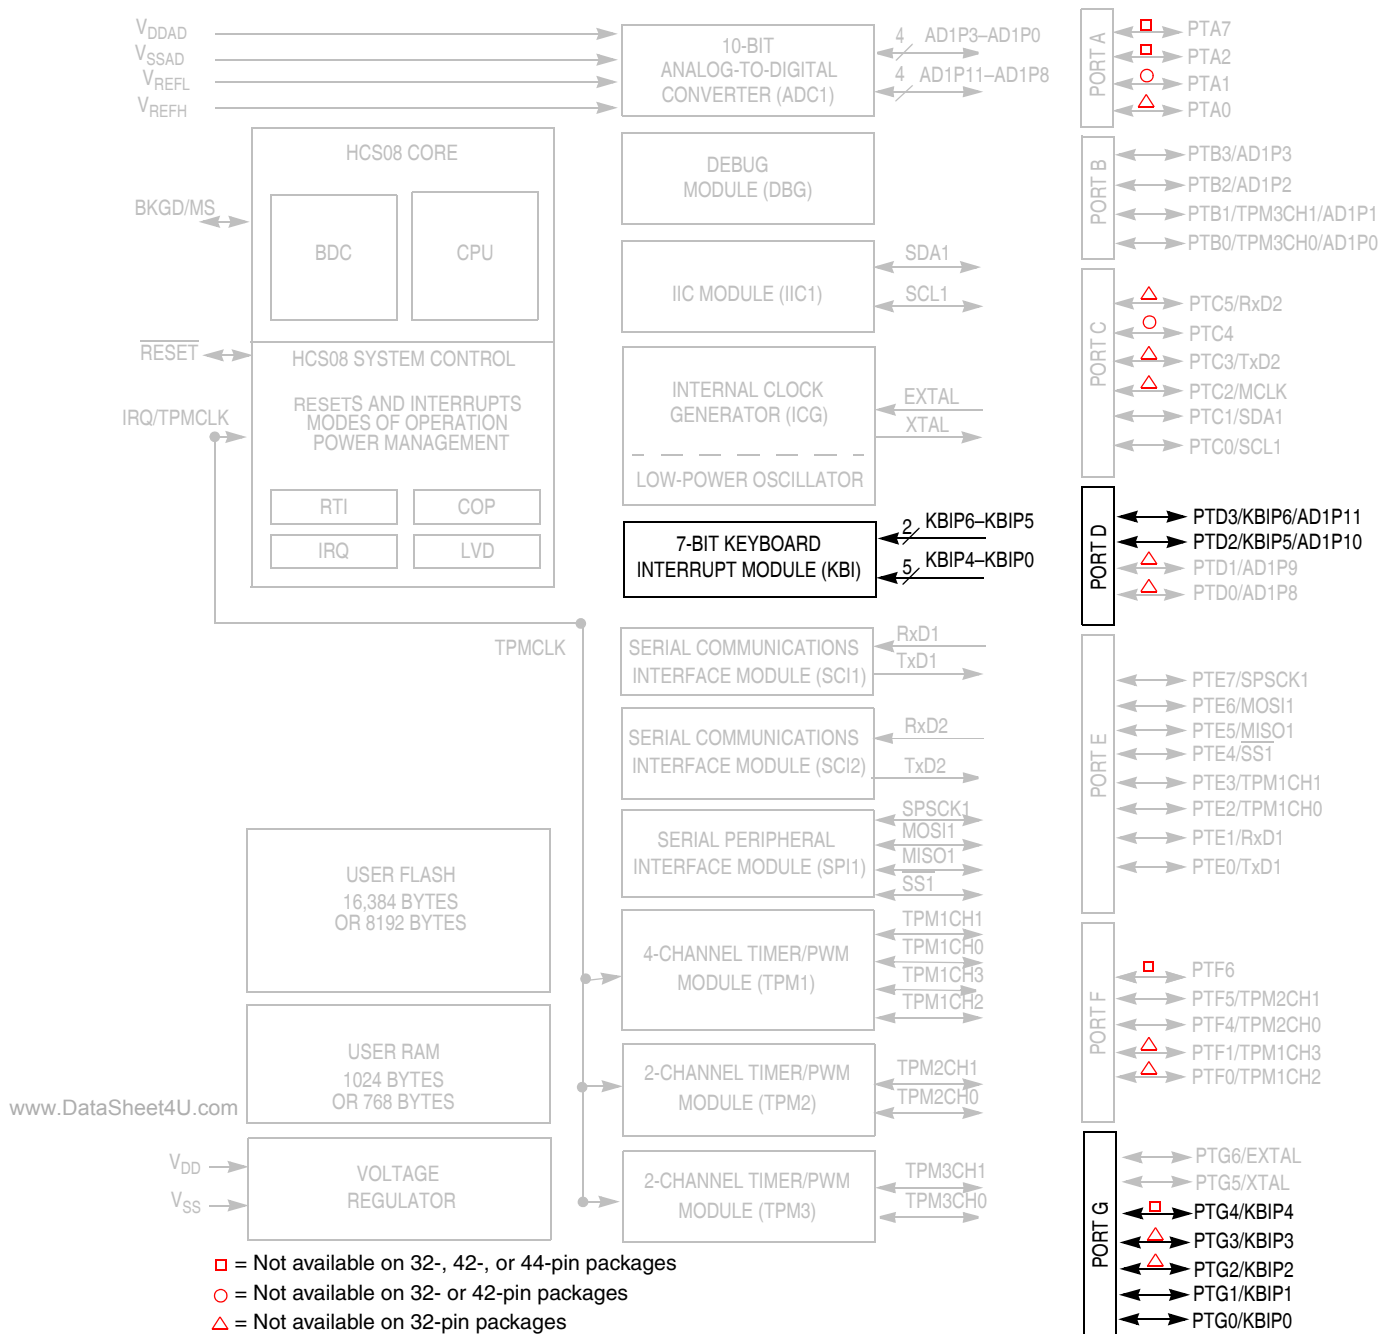 V_DDAD
V_SSAD
V_REFL
V_REFH
10-BIT
ANALOG-TO-DIGITAL
CONVERTER (ADC1)
4 AD1P3–AD1P0
4 AD1P11–AD1P8
HCS08 CORE
BDC
CPU
BKGD/MS
DEBUG
MODULE (DBG)
IIC MODULE (IIC1)
SDA1
SCL1
RESET
HCS08 SYSTEM CONTROL
RESETS AND INTERRUPTS
MODES OF OPERATION
POWER MANAGEMENT
IRQ/TPMCLK
RTI
COP
IRQ
LVD
INTERNAL CLOCK
GENERATOR (ICG)
LOW-POWER OSCILLATOR
EXTAL
XTAL
7-BIT KEYBOARD
INTERRUPT MODULE (KBI)
2 KBIP6–KBIP5
5 KBIP4–KBIP0
TPMCLK
SERIAL COMMUNICATIONS
INTERFACE MODULE (SCI1)
RxD1
TxD1
SERIAL COMMUNICATIONS
INTERFACE MODULE (SCI2)
RxD2
TxD2
SERIAL PERIPHERAL
INTERFACE MODULE (SPI1)
SPSCK1
MOSI1
MISO1
SS1
USER FLASH
16,384 BYTES
OR 8192 BYTES
4-CHANNEL TIMER/PWM
MODULE (TPM1)
TPM1CH1
TPM1CH0
TPM1CH3
TPM1CH2
USER RAM
1024 BYTES
OR 768 BYTES
2-CHANNEL TIMER/PWM
MODULE (TPM2)
TPM2CH1
TPM2CH0
www.DataSheet4U.com
V_DD
V_SS
VOLTAGE
REGULATOR
2-CHANNEL TIMER/PWM
MODULE (TPM3)
TPM3CH1
TPM3CH0
PORT A
PTA7
PTA2
PTA1
PTA0
PORT B
PTB3/AD1P3
PTB2/AD1P2
PTB1/TPM3CH1/AD1P1
PTB0/TPM3CH0/AD1P0
PORT C
PTC5/RxD2
PTC4
PTC3/TxD2
PTC2/MCLK
PTC1/SDA1
PTC0/SCL1
PORT D
PTD3/KBIP6/AD1P11
PTD2/KBIP5/AD1P10
PTD1/AD1P9
PTD0/AD1P8
PORT E
PTE7/SPSCK1
PTE6/MOSI1
PTE5/MISO1
PTE4/SS1
PTE3/TPM1CH1
PTE2/TPM1CH0
PTE1/RxD1
PTE0/TxD1
PORT F
PTF6
PTF5/TPM2CH1
PTF4/TPM2CH0
PTF1/TPM1CH3
PTF0/TPM1CH2
PORT G
PTG6/EXTAL
PTG5/XTAL
PTG4/KBIP4
PTG3/KBIP3
PTG2/KBIP2
PTG1/KBIP1
PTG0/KBIP0
□ = Not available on 32-, 42-, or 44-pin packages
○ = Not available on 32- or 42-pin packages
△ = Not available on 32-pin packages